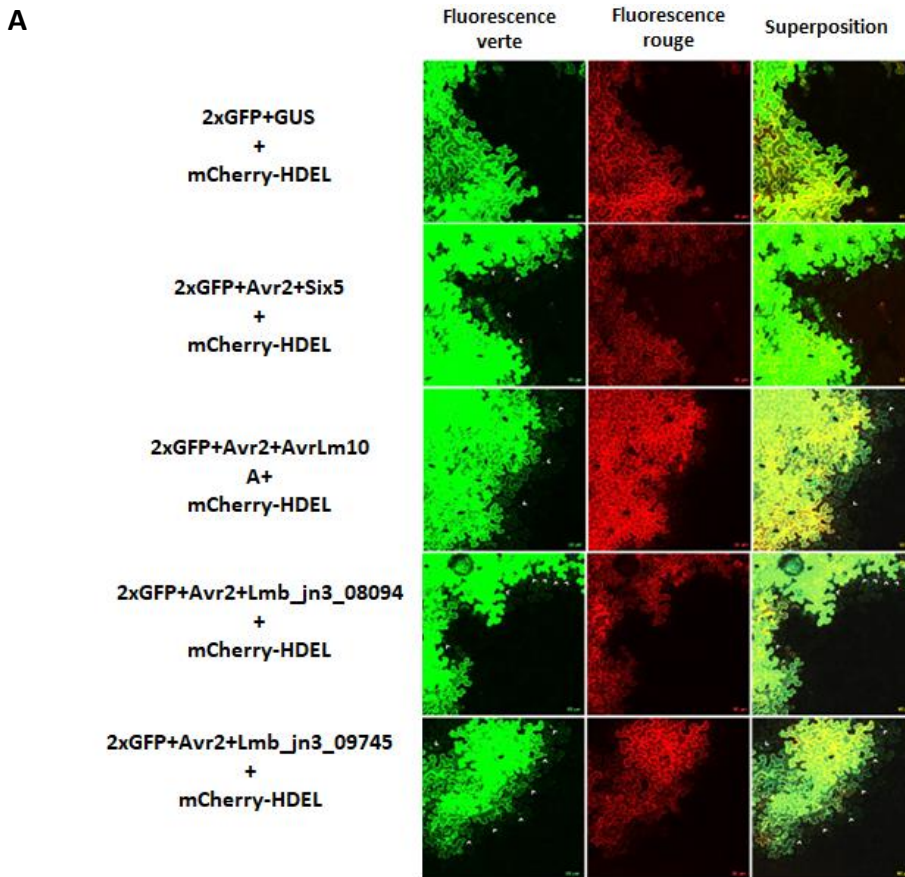 A
Fluorescence
verte
Fluorescence
rouge
Superposition
2xGFP+GUS
+
mCherry-HDEL
2xGFP+Avr2+Six5
+
mCherry-HDEL
2xGFP+Avr2+AvrLm10
A+
mCherry-HDEL
2xGFP+Avr2+Lmb_jn3_08094
+
mCherry-HDEL
2xGFP+Avr2+Lmb_jn3_09745
+
mCherry-HDEL